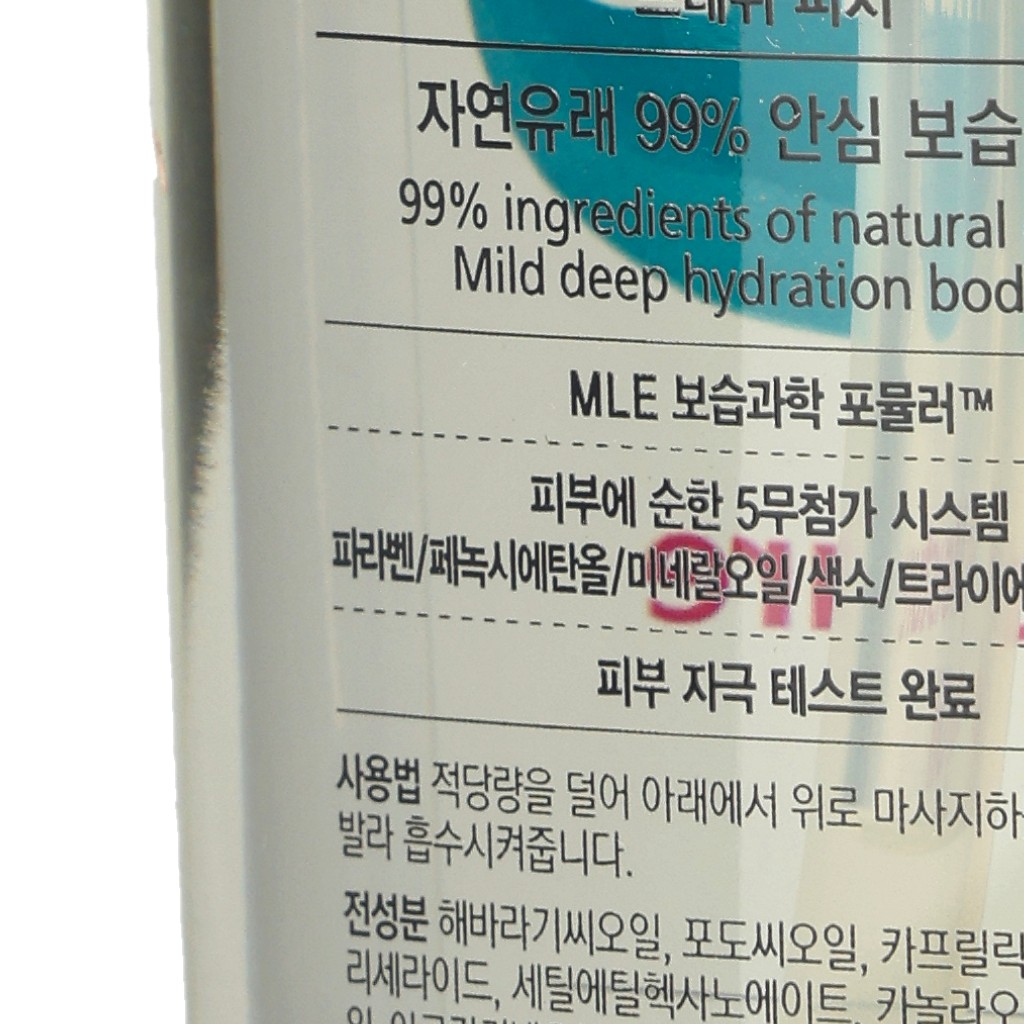 자연유래 99% 안심 보습
99% ingredients of natural
Mild deep hydration bod
MLE 보습과학 포뮬러™
피부에 순한 5무첨가 시스템
파라벤/페녹시에탄올/미네랄오일/색소/트라이에
피부 자극 테스트 완료
사용법 적당량을 덜어 아래에서 위로 마사지하
발라 흡수시켜줍니다.
전성분 해바라기씨오일, 포도씨오일, 카프릴릭
리세라이드, 세틸에틸헥사노에이트, 카놀라오